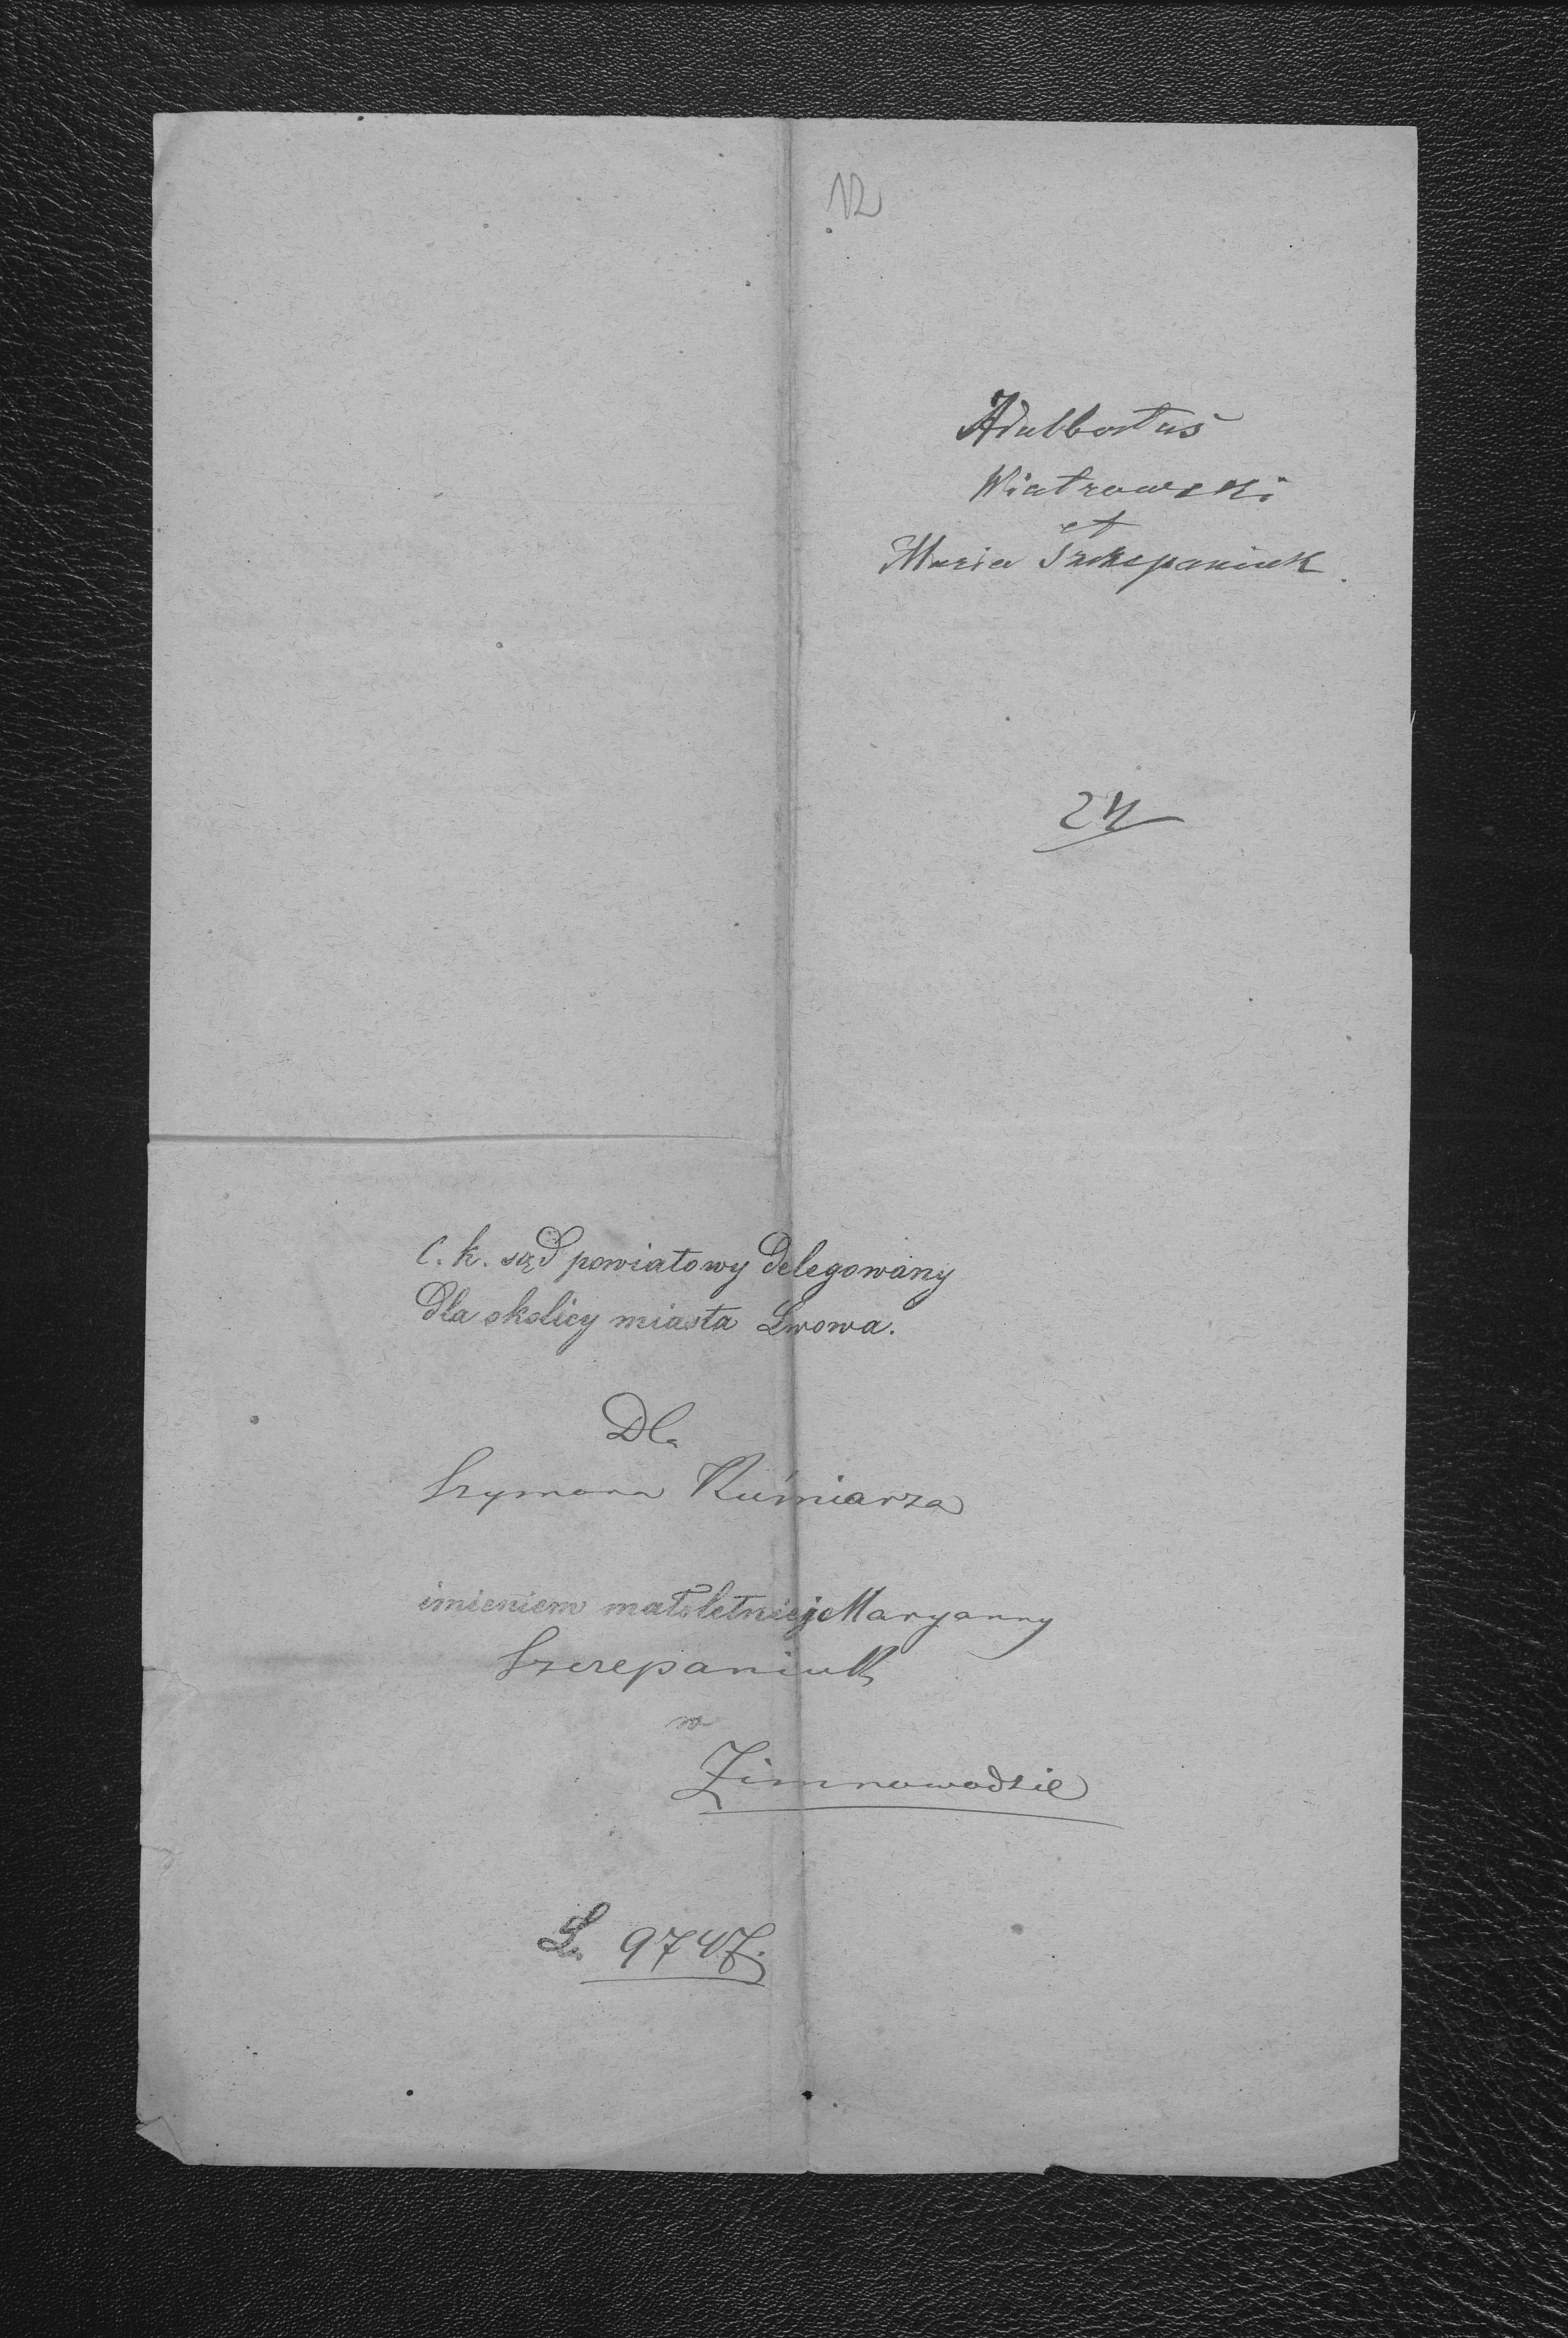 12
Adalbertus
Wiatrowski
et
Maria Szczepaniuk
24
C. k. sąd powiatowy delegowany
dla okolicy miasta Lwowa.
Dla
Szymona Kuśniarza
imieniem małoletniej Maryanny
Szczepaniuk
w
Zimnowodzie
L. 9747.